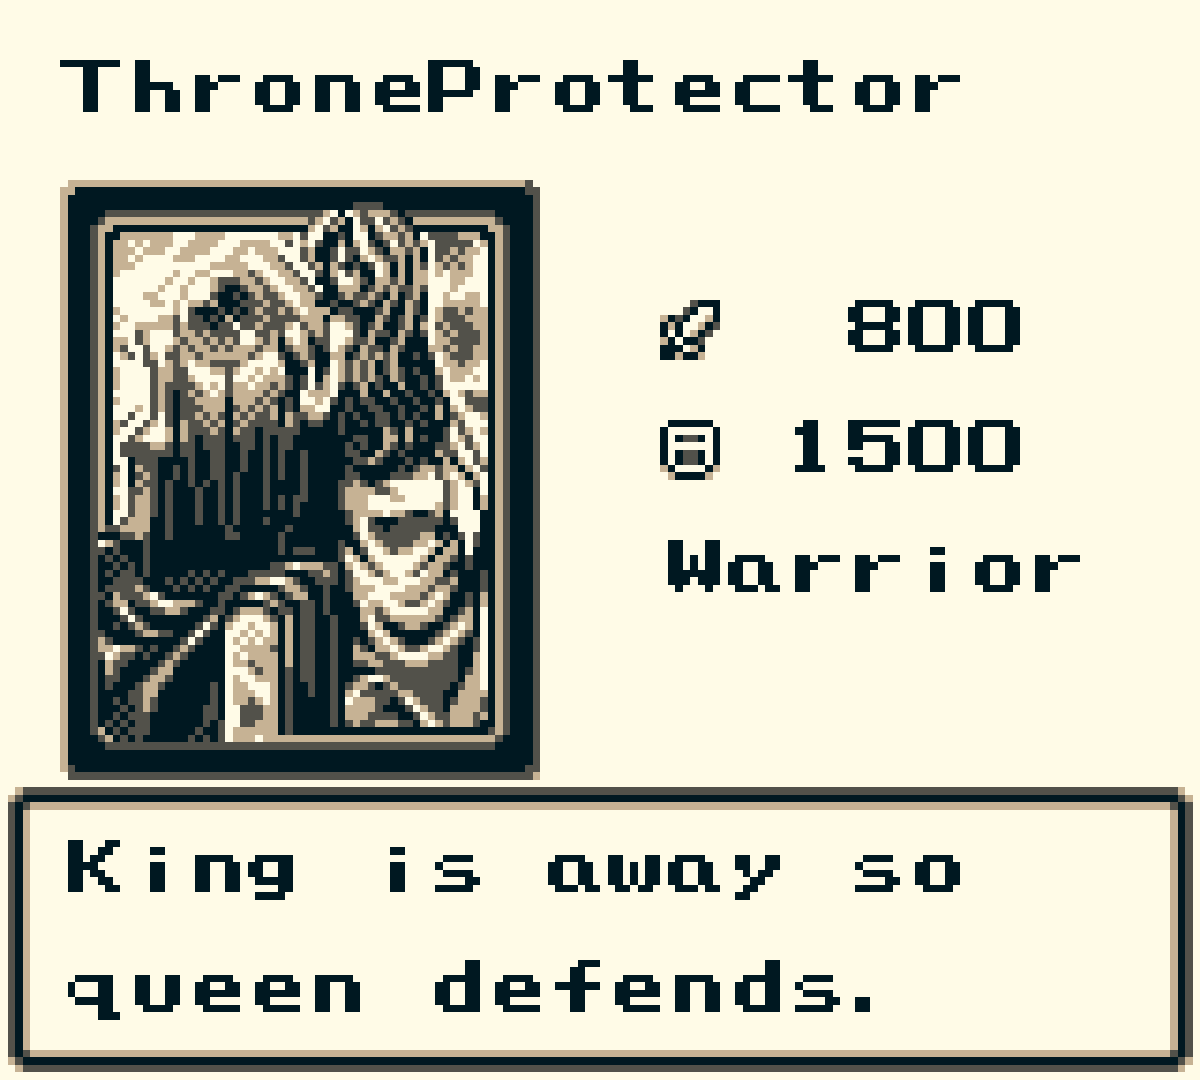 ThroneProtector
800
1500
Warrior
King is away so
queen defends.